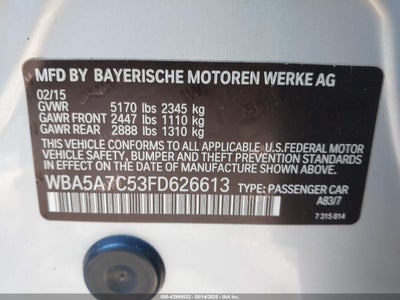 MFD BY BAYERISCHE MOTOREN WERKE AG
02/15
GVWR 5170 lbs 2345 kg
GAWR FRONT 2447 lbs 1110 kg
GAWR REAR 2888 lbs 1310 kg
THIS VEHICLE CONFORMS TO ALL APPLICABLE U.S.FEDERAL MOTOR
VEHICLE SAFETY, BUMPER, AND THEFT PREVENTION
STANDARDS IN EFFECT ON THE
DATE OF MANUFACTURE SHOWN ABOVE.
WBA5A7C53FD626613 TYPE: PASSENGER CAR
A83/7
7 315 814